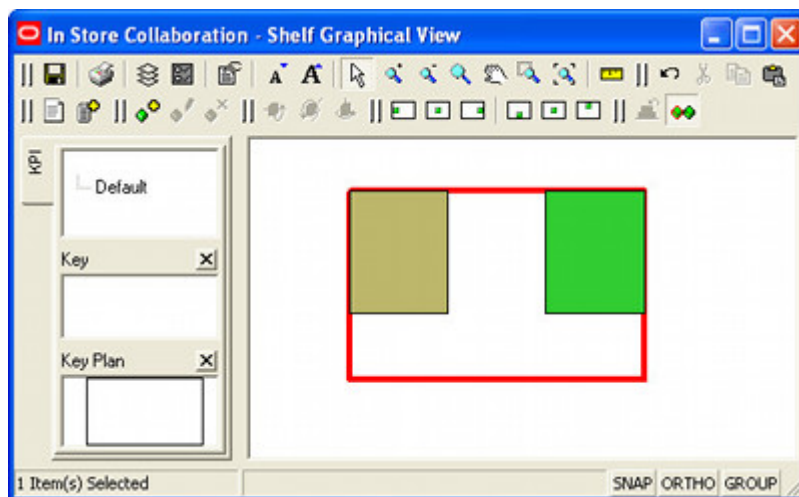 In Store Collaboration - Shelf Graphical View
A A
KPI
Default
Key
Key Plan
1 Item(s) Selected
SNAP ORTHO GROUP